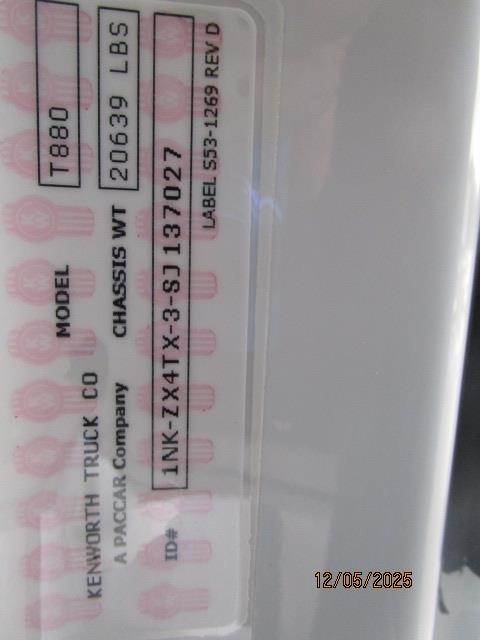 KENWORTH TRUCK CO MODEL T880
A PACCAR Company CHASSIS WT 20639 LBS
ID# 1NK-ZX4TX-3-SJ137027
LABEL S53-1269 REV D
12/05/2025